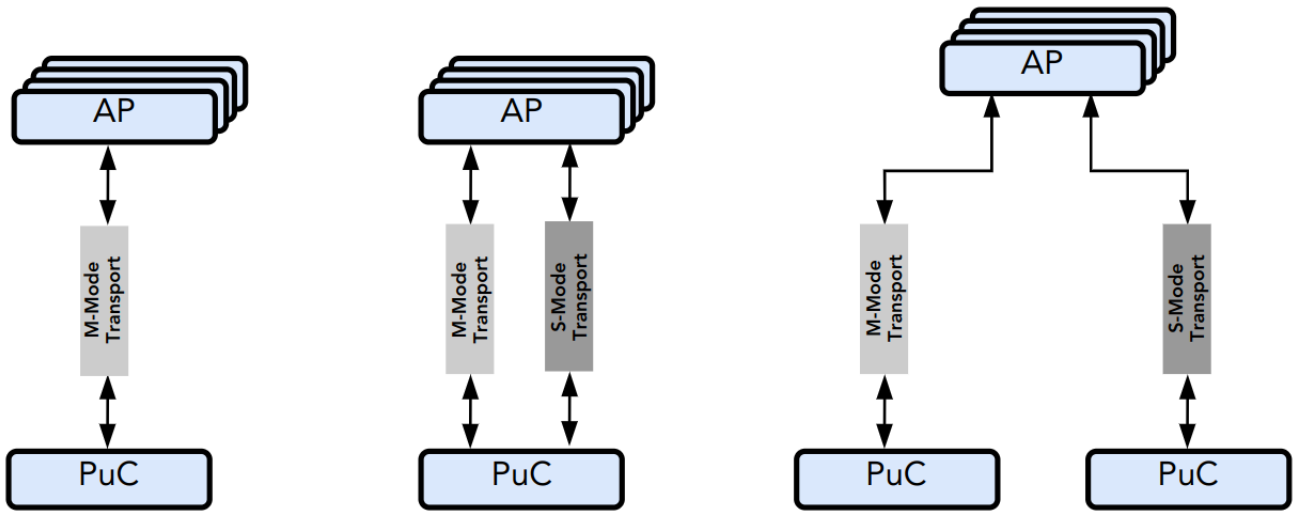 AP
M-Mode
Transport
PuC
AP
M-Mode
Transport
S-Mode
Transport
PuC
AP
M-Mode
Transport
S-Mode
Transport
PuC
PuC